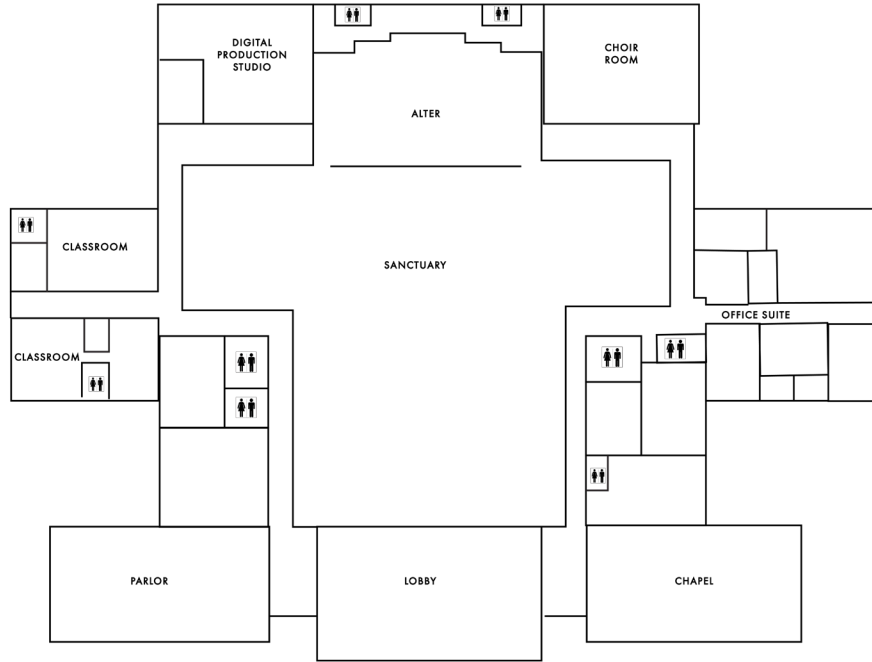 DIGITAL
PRODUCTION
STUDIO
CHOIR
ROOM
ALTER
CLASSROOM
SANCTUARY
OFFICE SUITE
CLASSROOM
PARLOR
LOBBY
CHAPEL